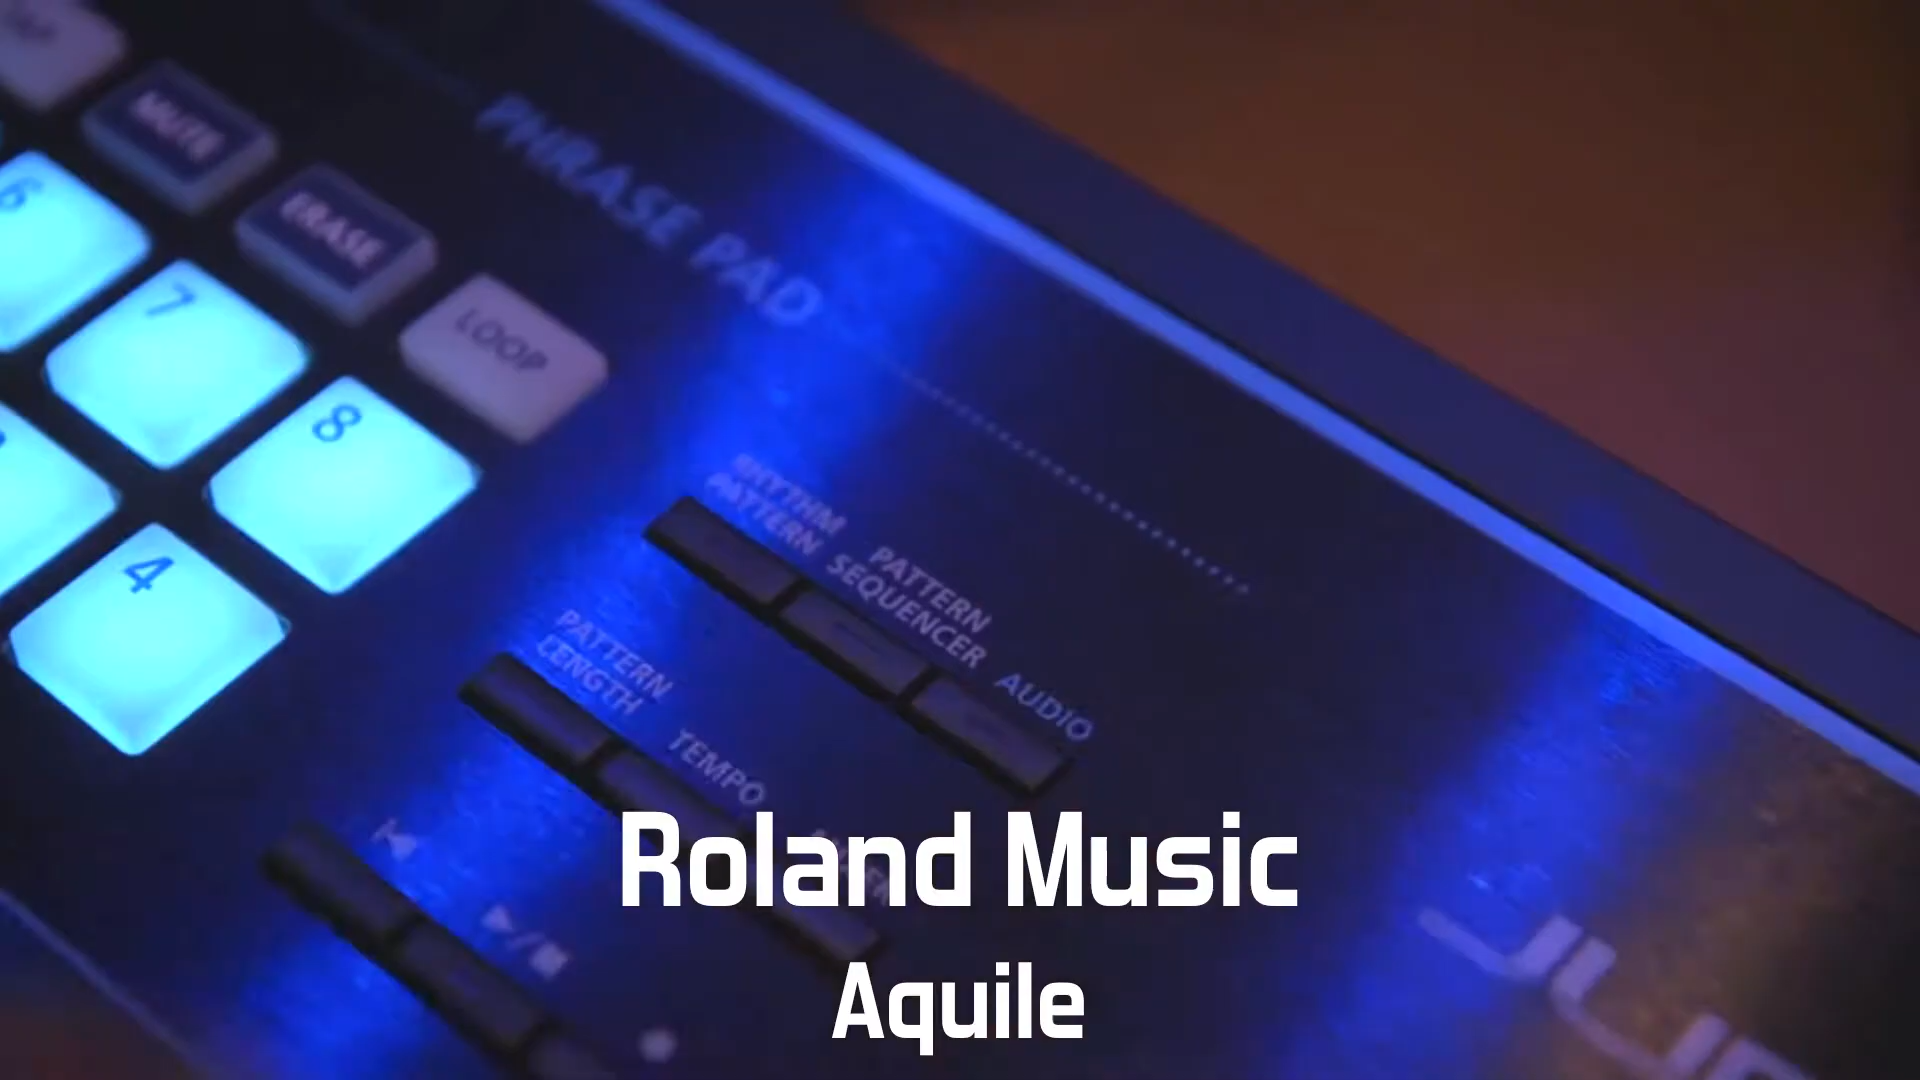 MUTE
PHRASE PAD
6
ERASE
7
LOOP
8
RHYTHM
PATTERN
PATTERN
SEQUENCER
4
PATTERN
LENGTH
AUDIO
TEMPO
Roland Music
Aquile